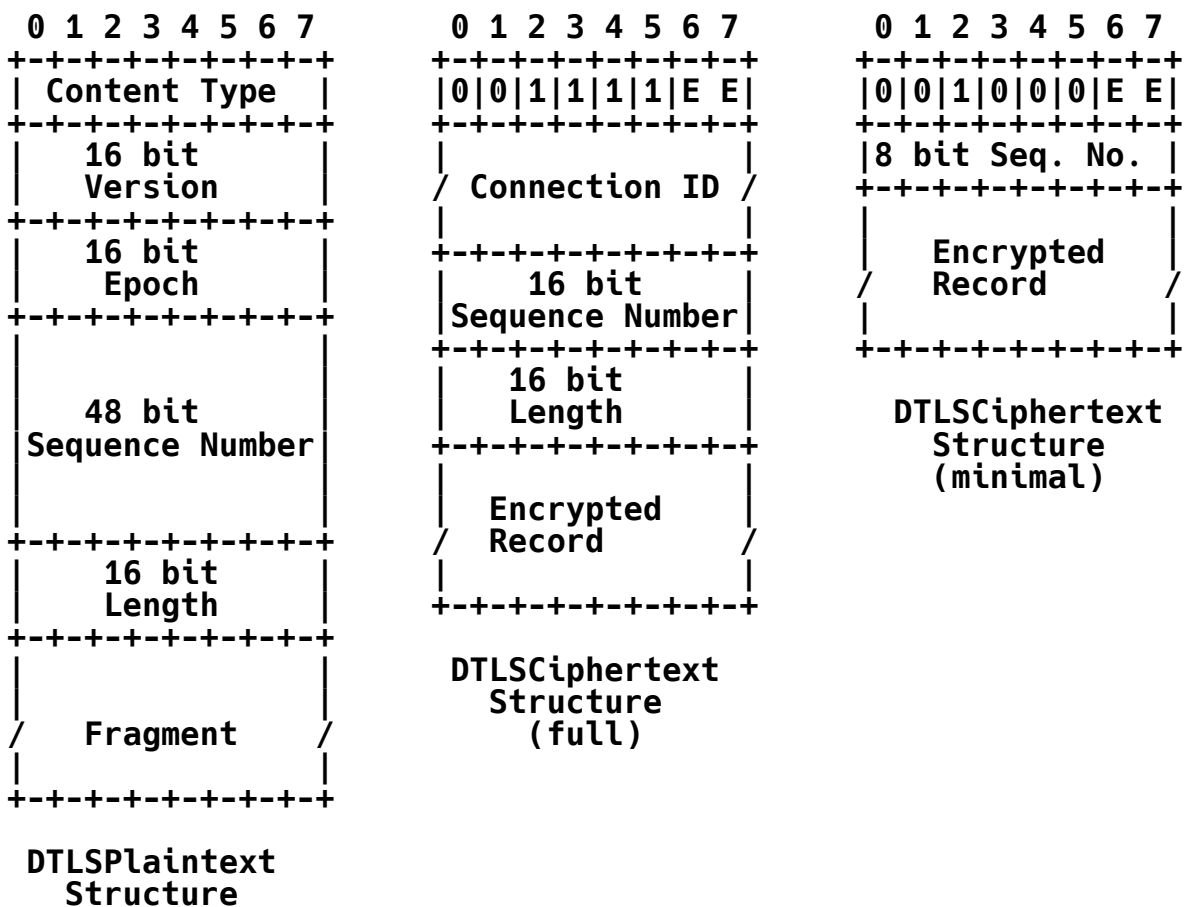 0 1 2 3 4 5 6 7       0 1 2 3 4 5 6 7       0 1 2 3 4 5 6 7
+-+-+-+-+-+-+-+-+     +-+-+-+-+-+-+-+-+     +-+-+-+-+-+-+-+-+
| Content Type  |     |0|0|1|1|1|1|E E|     |0|0|1|0|0|0|E E|
+-+-+-+-+-+-+-+-+     +-+-+-+-+-+-+-+-+     +-+-+-+-+-+-+-+-+
|   16 bit      |     |               |     |8 bit Seq. No. |
|   Version     |     / Connection ID /     +-+-+-+-+-+-+-+-+
+-+-+-+-+-+-+-+-+     |               |     |               |
|   16 bit      |     +-+-+-+-+-+-+-+-+     |   Encrypted   |
|    Epoch      |     |    16 bit     |     /   Record      /
+-+-+-+-+-+-+-+-+     |Sequence Number|     |               |
|               |     +-+-+-+-+-+-+-+-+     +-+-+-+-+-+-+-+-+
|               |     |   16 bit      |
|   48 bit      |     |   Length      |       DTLSCiphertext
|Sequence Number|     +-+-+-+-+-+-+-+-+         Structure
|               |     |               |         (minimal)
|               |     |  Encrypted    |
+-+-+-+-+-+-+-+-+     /  Record       /
|    16 bit     |     |               |
|    Length     |     +-+-+-+-+-+-+-+-+
+-+-+-+-+-+-+-+-+
|               |      DTLSCiphertext
|               |        Structure
/   Fragment    /          (full)
|               |
+-+-+-+-+-+-+-+-+

 DTLSPlaintext
   Structure